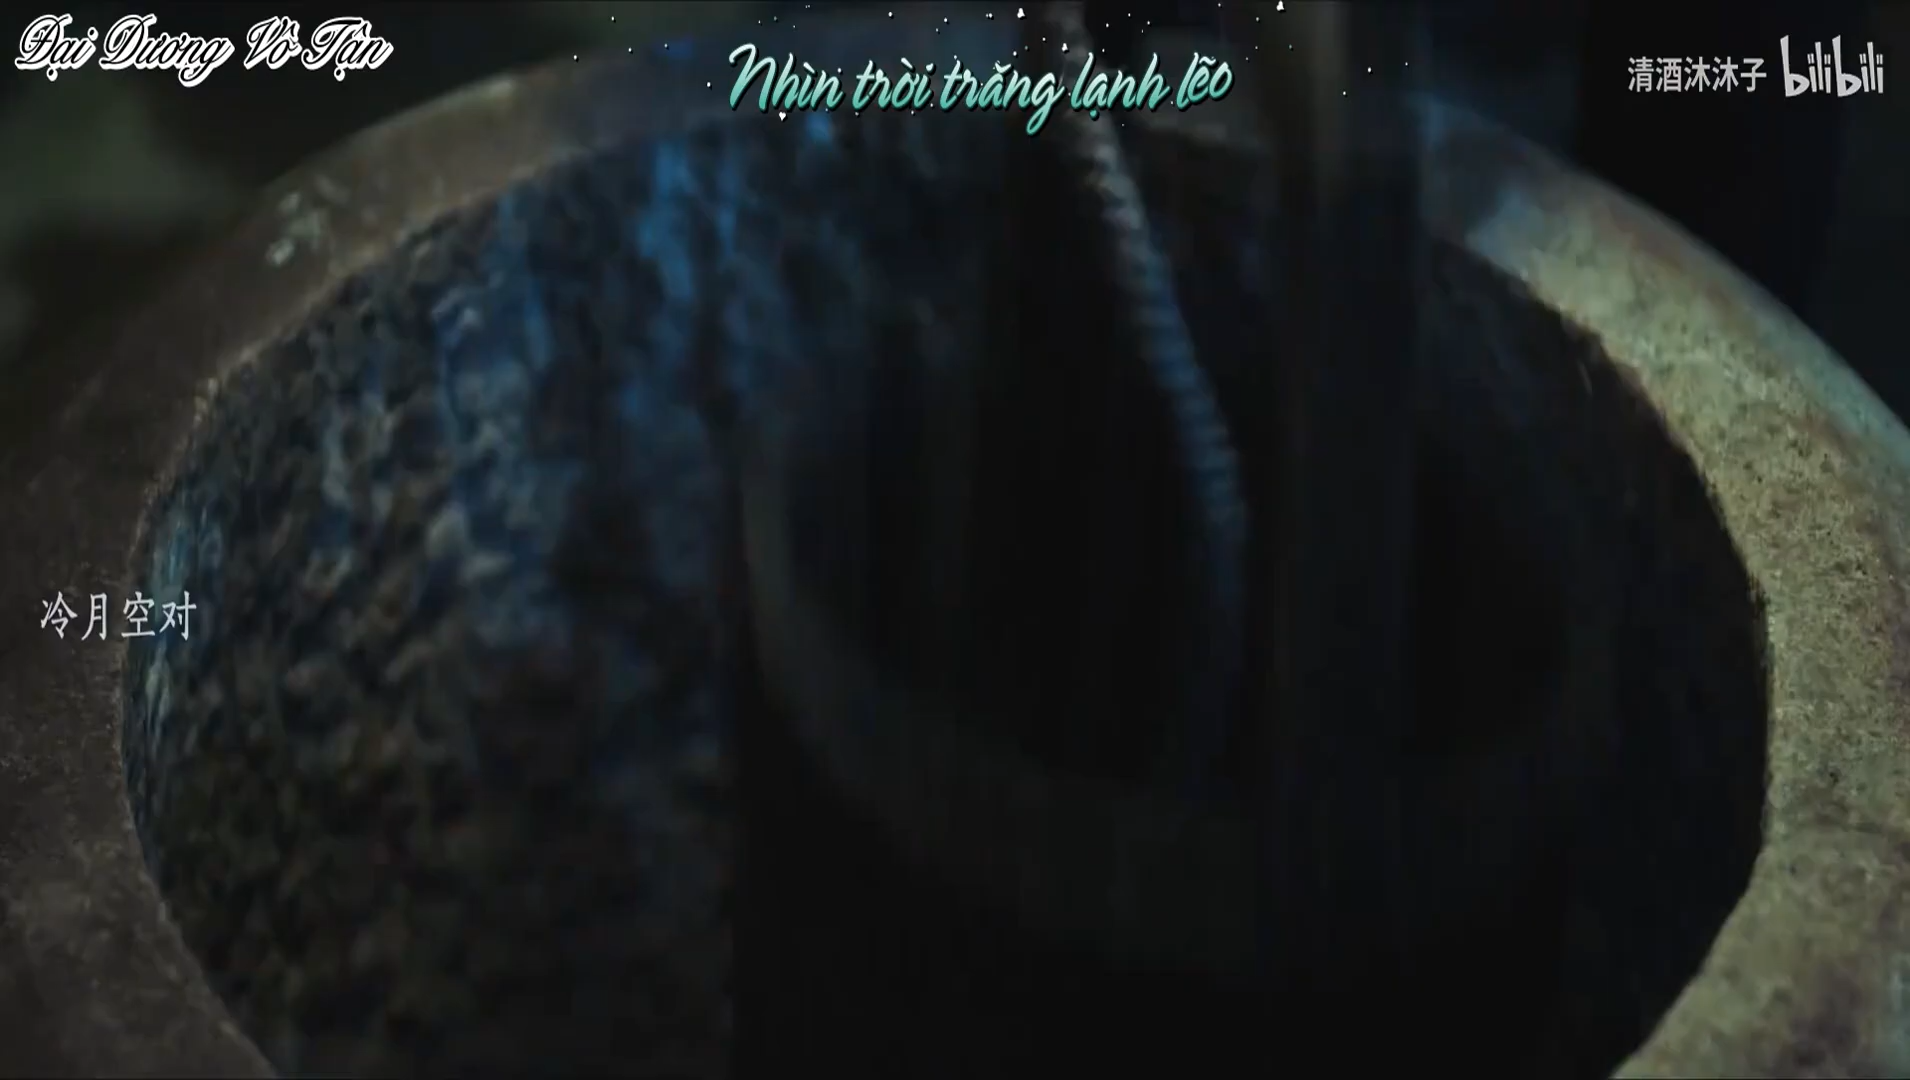 Đại Dương Vô Tận
Nhìn trời trăng lạnh lẽo
清酒沐沐子 bilibili
冷月空对